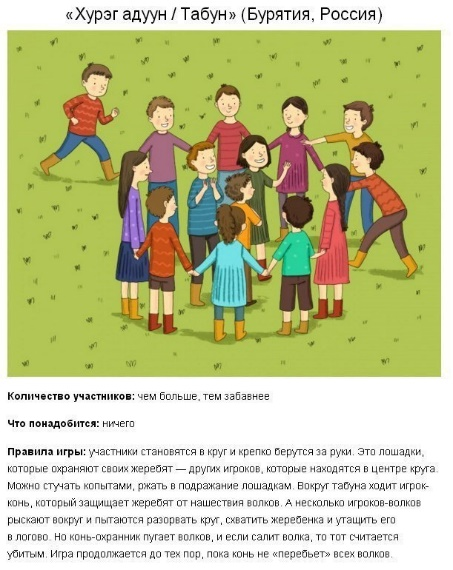 «Хурэг адуун / Табун» (Бурятия, Россия)
Количество участников: чем больше, тем забавнее
Что понадобится: ничего
Правила игры: участники становятся в круг и крепко берутся за руки. Это лошадки,
которые охраняют своих жеребят — других игроков, которые находятся в центре круга.
Можно стучать копытами, ржать в подражание лошадкам. Вокруг табуна ходит игрок-
конь, который защищает жеребят от нашествия волков. А несколько игроков-волков
рыскают вокруг и пытаются разорвать круг, схватить жеребенка и утащить его
в логово. Но конь-охранник пугает волков, и если салит волка, то тот считается
убитым. Игра продолжается до тех пор, пока конь не «перебьет» всех волков.